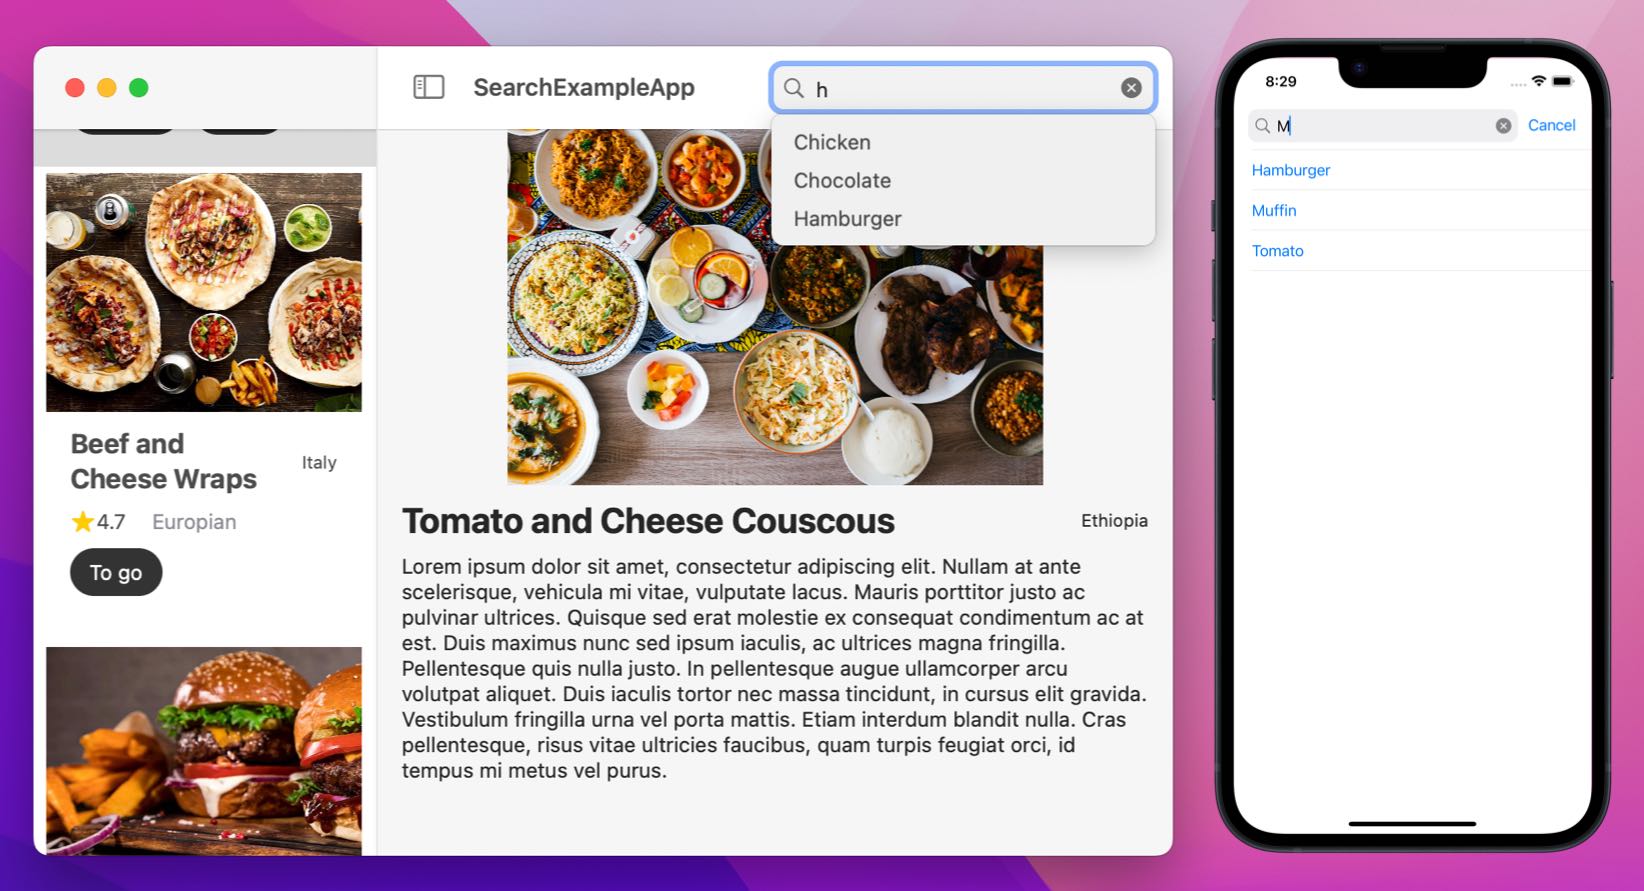 SearchExampleApp
h
Chicken
Chocolate
Hamburger
Beef and
Cheese Wraps
Italy
4.7
Europian
To go
Tomato and Cheese Couscous
Ethiopia
Lorem ipsum dolor sit amet, consectetur adipiscing elit. Nullam at ante
scelerisque, vehicula mi vitae, vulputate lacus. Mauris porttitor justo ac
pulvinar ultrices. Quisque sed erat molestie ex consequat condimentum ac at
est. Duis maximus nunc sed ipsum iaculis, ac ultrices magna fringilla.
Pellentesque quis nulla justo. In pellentesque augue ullamcorper arcu
volutpat aliquet. Duis iaculis tortor nec massa tincidunt, in cursus elit gravida.
Vestibulum fringilla urna vel porta mattis. Etiam interdum blandit nulla. Cras
pellentesque, risus vitae ultricies faucibus, quam turpis feugiat orci, id
tempus mi metus vel purus.
8:29
M
Cancel
Hamburger
Muffin
Tomato